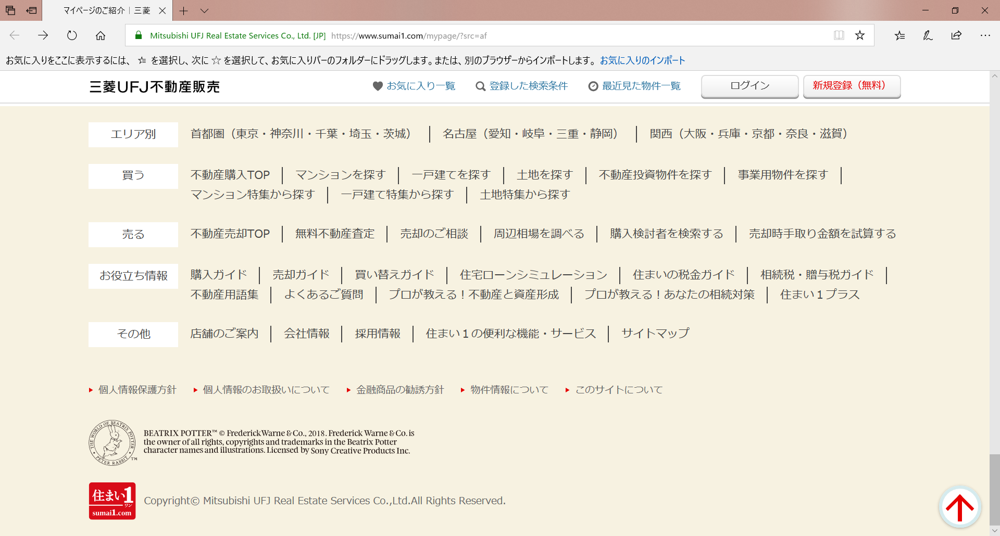 マイページのご紹介｜三菱
Mitsubishi UFJ Real Estate Services Co., Ltd. [JP] https://www.sumai1.com/mypage/?src=af
お気に入りをここに表示するには、 を選択し、次に ☆ を選択して、お気に入りバーのフォルダーにドラッグします。または、別のブラウザーからインポートします。 お気に入りのインポート
三菱UFJ不動産販売 お気に入り一覧 登録した検索条件 最近見た物件一覧 ログイン 新規登録（無料）
エリア別 首都圏（東京・神奈川・千葉・埼玉・茨城） 名古屋（愛知・岐阜・三重・静岡） 関西（大阪・兵庫・京都・奈良・滋賀）
買う 不動産購入TOP マンションを探す 一戸建てを探す 土地を探す 不動産投資物件を探す 事業用物件を探す
マンション特集から探す 一戸建て特集から探す 土地特集から探す
売る 不動産売却TOP 無料不動産査定 売却のご相談 周辺相場を調べる 購入検討者を検索する 売却時手取り金額を試算する
お役立ち情報 購入ガイド 売却ガイド 買い替えガイド 住宅ローンシミュレーション 住まいの税金ガイド 相続税・贈与税ガイド
不動産用語集 よくあるご質問 プロが教える！不動産と資産形成 プロが教える！あなたの相続対策 住まい１プラス
その他 店舗のご案内 会社情報 採用情報 住まい１の便利な機能・サービス サイトマップ
個人情報保護方針 個人情報のお取扱いについて 金融商品の勧誘方針 物件情報について このサイトについて
THE WORLD OF BEATRIX POTTER
PETER RABBIT TM
BEATRIX POTTER™ © Frederick Warne & Co., 2018. Frederick Warne & Co. is
the owner of all rights, copyrights and trademarks in the Beatrix Potter
character names and illustrations. Licensed by Sony Creative Products Inc.
住まい1
ワン
sumai1.com
Copyright© Mitsubishi UFJ Real Estate Services Co.,Ltd.All Rights Reserved.